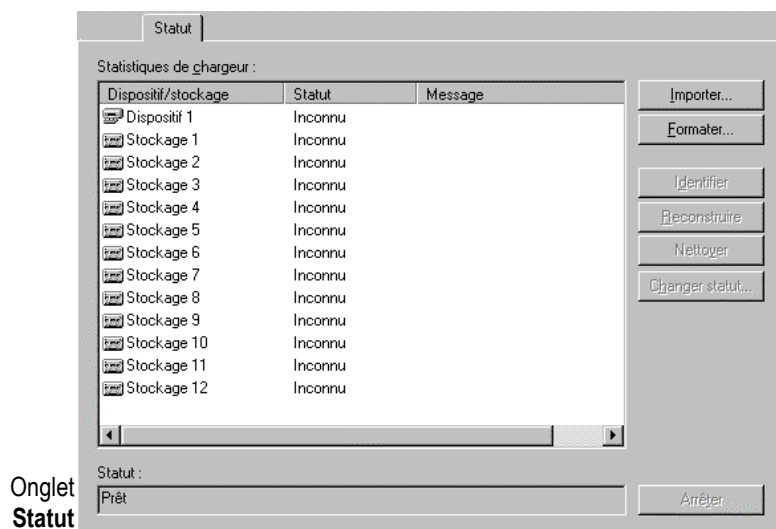 Statut
Statistiques de chargeur :
Dispositif/stockage Statut Message
Dispositif 1 Inconnu
Stockage 1 Inconnu
Stockage 2 Inconnu
Stockage 3 Inconnu
Stockage 4 Inconnu
Stockage 5 Inconnu
Stockage 6 Inconnu
Stockage 7 Inconnu
Stockage 8 Inconnu
Stockage 9 Inconnu
Stockage 10 Inconnu
Stockage 11 Inconnu
Stockage 12 Inconnu
Importer...
Formater...
Identifier
Reconstruire
Nettoyer
Changer statut...
Statut :
Prêt
Arrêter
Onglet
Statut